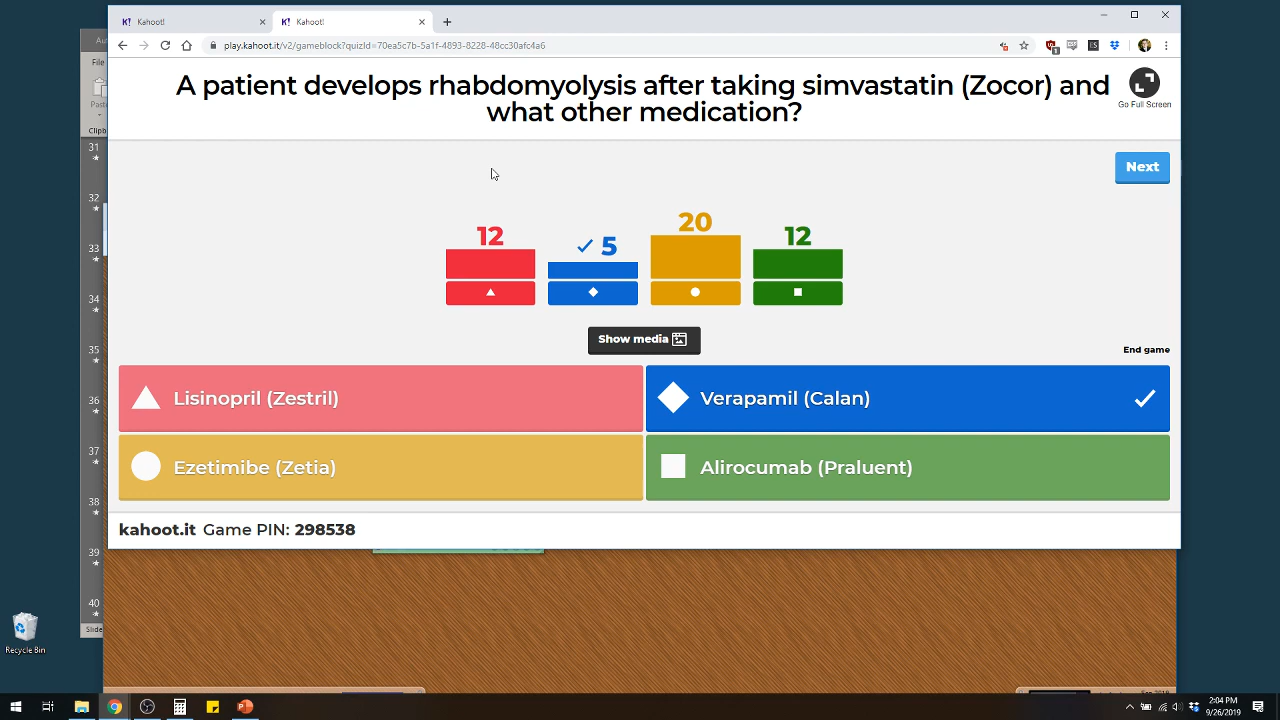 Kahoot!
Kahoot!
play.kahoot.it/v2/gameblock?quizId=70ea5c7b-5a1f-4893-8228-48cc30afc4a6
File
Paste
Clipb
31
32
33
34
35
36
37
38
39
40
Slide
A patient develops rhabdomyolysis after taking simvastatin (Zocor) and
what other medication?
Go Full Screen
Next
12
5
20
12
Show media
End game
Lisinopril (Zestril)
Verapamil (Calan)
Ezetimibe (Zetia)
Alirocumab (Praluent)
kahoot.it Game PIN: 298538
Recycle Bin
2:04 PM
9/26/2019